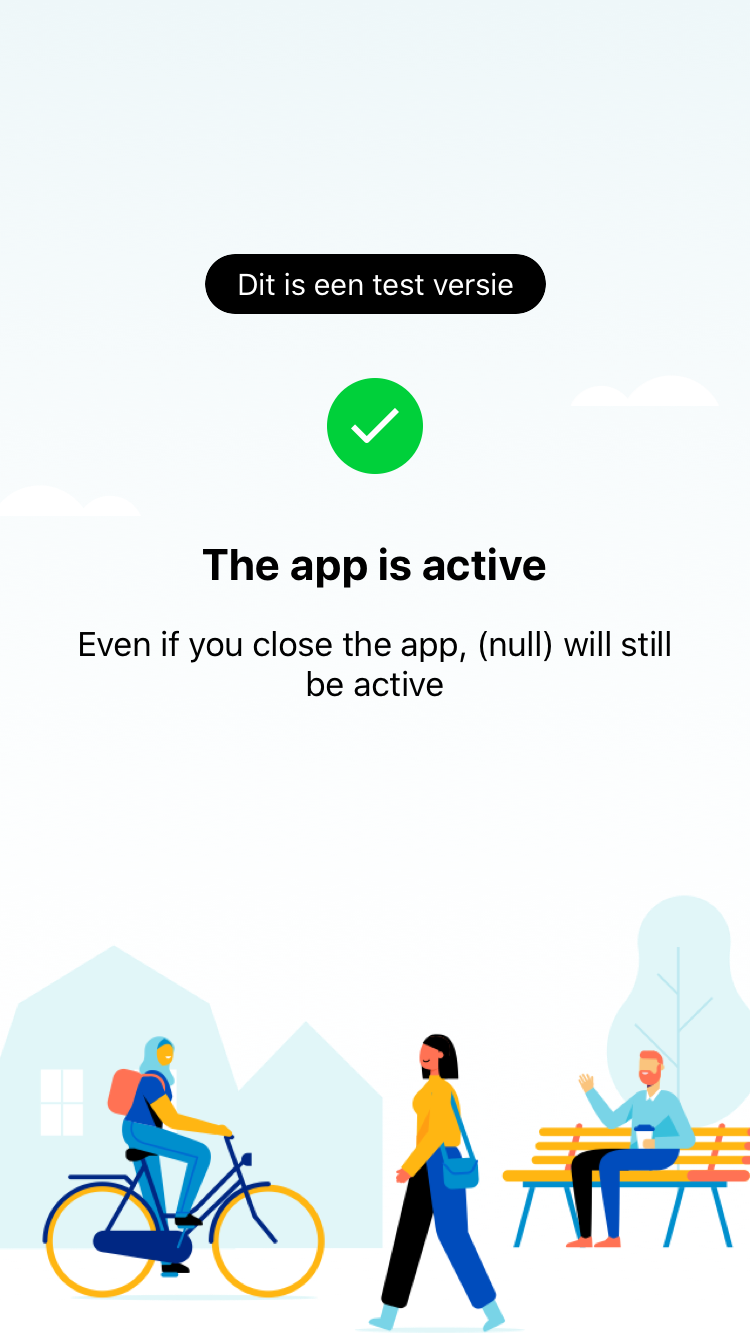 Dit is een test versie
The app is active
Even if you close the app, (null) will still
be active